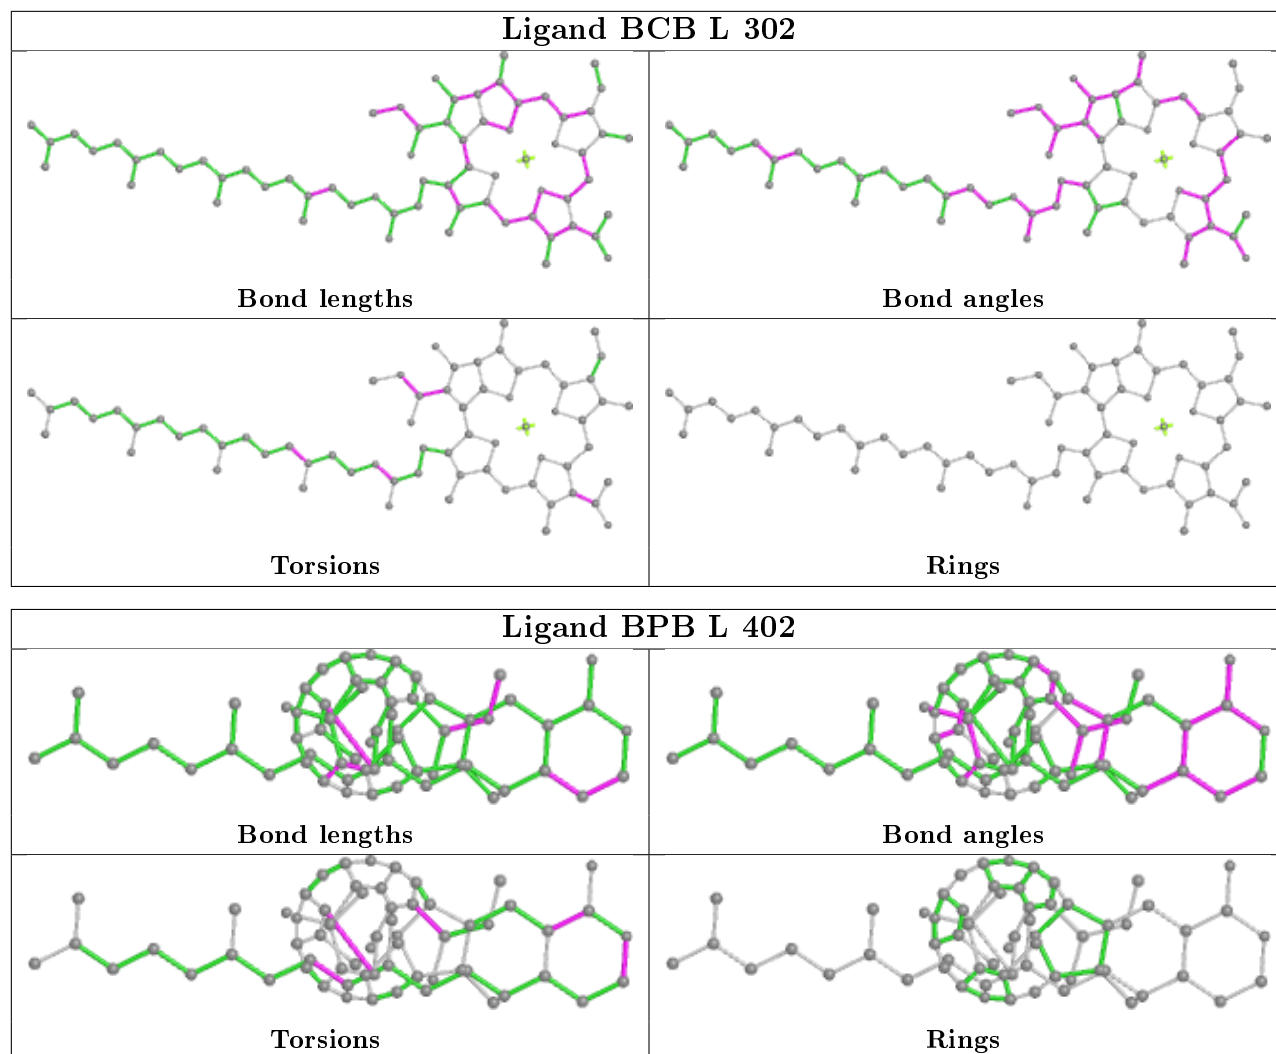 Ligand BCB L 302
Bond lengths
Bond angles
Torsions
Rings
Ligand BPB L 402
Bond lengths
Bond angles
Torsions
Rings